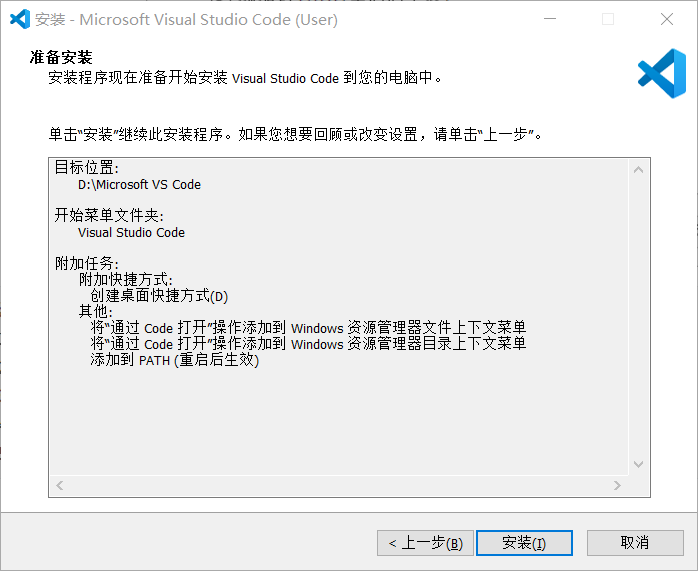 安装 - Microsoft Visual Studio Code (User)
准备安装
安装程序现在准备开始安装 Visual Studio Code 到您的电脑中。
单击“安装”继续此安装程序。如果您想要回顾或改变设置，请单击“上一步”。
目标位置:
D:\Microsoft VS Code
开始菜单文件夹:
Visual Studio Code
附加任务:
附加快捷方式:
创建桌面快捷方式(D)
其他:
将“通过 Code 打开”操作添加到 Windows 资源管理器文件上下文菜单
将“通过 Code 打开”操作添加到 Windows 资源管理器目录上下文菜单
添加到 PATH (重启后生效)
< 上一步(B) 安装(I) 取消